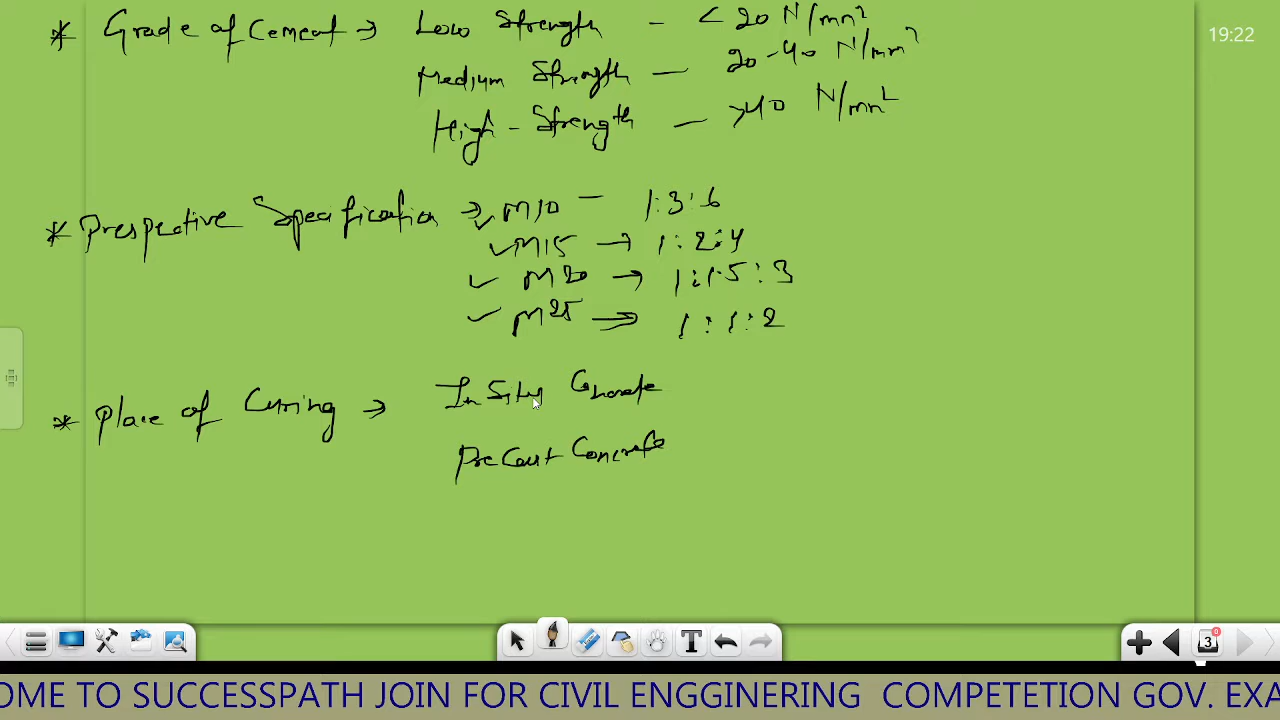 * Grade of Cement → Low Strength - < 20 N/mm²
19:22
Medium Strength — 20-40 N/mm²
High - Strength — >40 N/mm²
* Prespective Specification → ✓ M10 — 1:3:6
✓ M15 → 1:2:4
✓ M20 → 1:1.5:3
✓ M25 → 1:1:2
* Place of Curing → In Situ Concrete
Precast Concrete
T
3
OME TO SUCCESSPATH JOIN FOR CIVIL ENGGINERING COMPETETION GOV. EXA